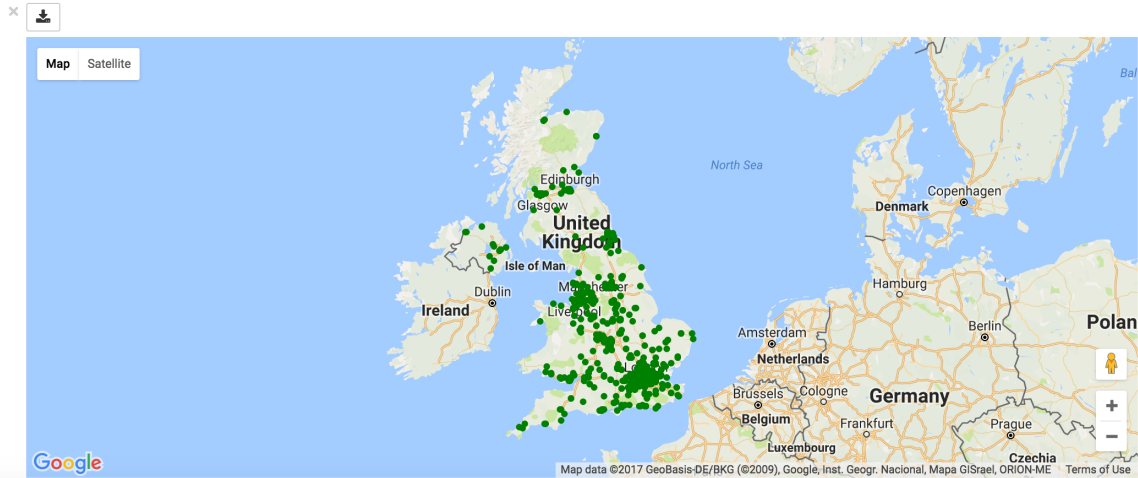 ×
Map Satellite
Bal
North Sea
Edinburgh
Glasgow
United
Kingdom
Isle of Man
Dublin
Ireland
Copenhagen
Denmark
Hamburg
Amsterdam
Netherlands
Berlin
Polan
Brussels
Cologne
Belgium
Germany
Frankfurt
Luxembourg
Prague
Czechia
+
−
Google
Map data ©2017 GeoBasis-DE/BKG (©2009), Google, Inst. Geogr. Nacional, Mapa GISrael, ORION-ME Terms of Use